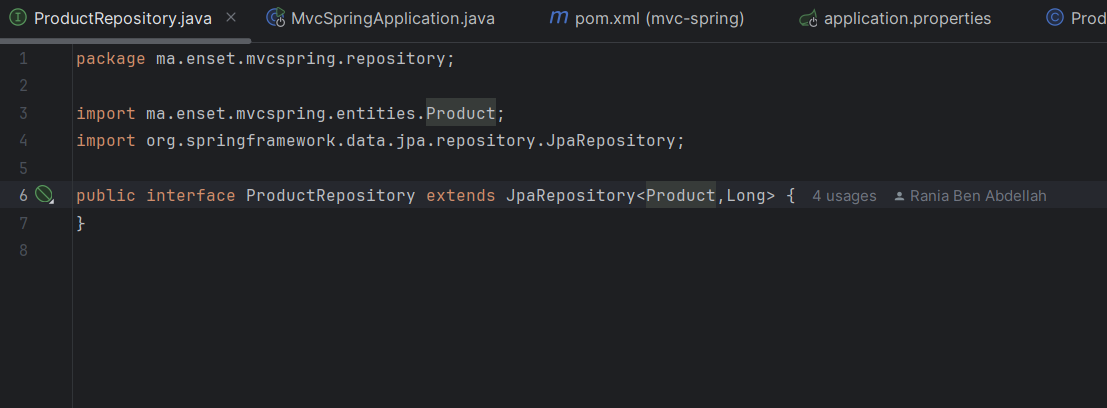 ProductRepository.java MvcSpringApplication.java m pom.xml (mvc-spring) application.properties Prod
1 package ma.enset.mvcspring.repository;
2
3 import ma.enset.mvcspring.entities.Product;
4 import org.springframework.data.jpa.repository.JpaRepository;
5
6 public interface ProductRepository extends JpaRepository<Product,Long> { 4 usages Rania Ben Abdellah
7 }
8